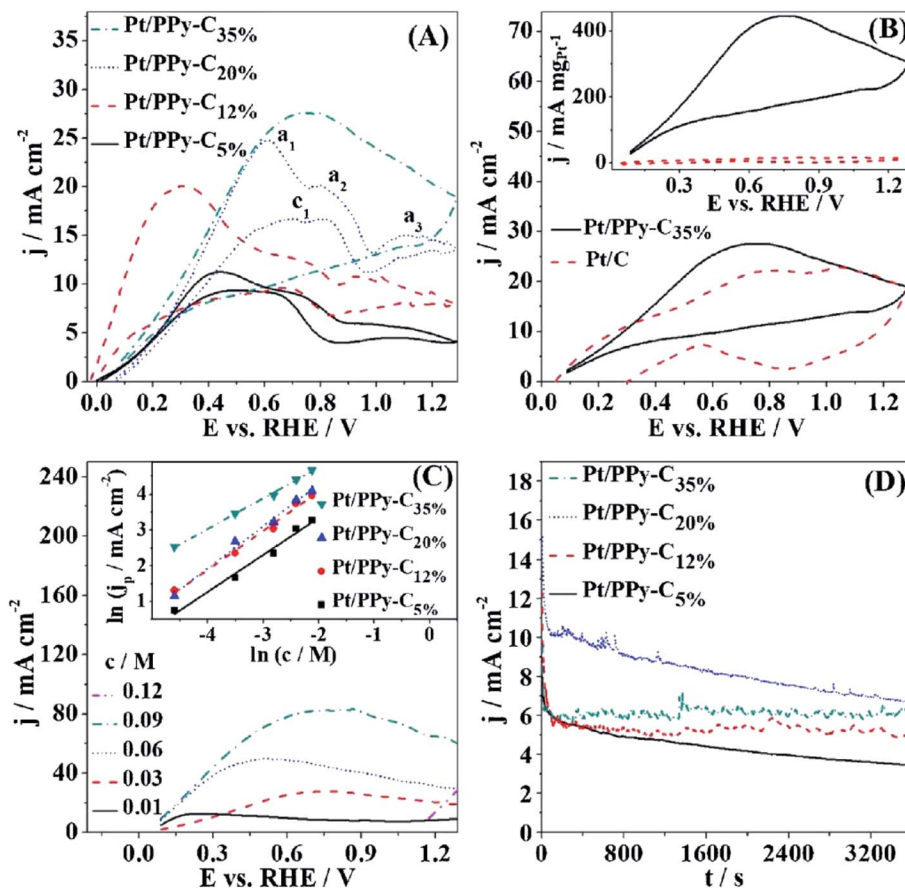 (A)
Pt/PPy-C35%
Pt/PPy-C20%
Pt/PPy-C12%
Pt/PPy-C5%
a1
a2
a3
c1
35
30
25
20
15
10
5
0
j / mA cm-2
0.0 0.2 0.4 0.6 0.8 1.0 1.2
E vs. RHE / V
(B)
400
200
0
j / mA mgPt-1
0.3 0.6 0.9 1.2
E vs. RHE / V
Pt/PPy-C35%
Pt/C
70
60
50
40
30
20
10
0
j / mA cm-2
0.0 0.2 0.4 0.6 0.8 1.0 1.2
E vs. RHE / V
(C)
4
3
2
1
ln (jp / mA cm-2)
Pt/PPy-C35%
Pt/PPy-C20%
Pt/PPy-C12%
Pt/PPy-C5%
-4 -3 -2 -1 0
ln (c / M)
c / M
0.12
0.09
0.06
0.03
0.01
240
200
160
120
80
40
0
j / mA cm-2
0.0 0.3 0.6 0.9 1.2
E vs. RHE / V
(D)
Pt/PPy-C35%
Pt/PPy-C20%
Pt/PPy-C12%
Pt/PPy-C5%
18
16
14
12
10
8
6
4
2
0
j / mA cm-2
0 800 1600 2400 3200
t / s